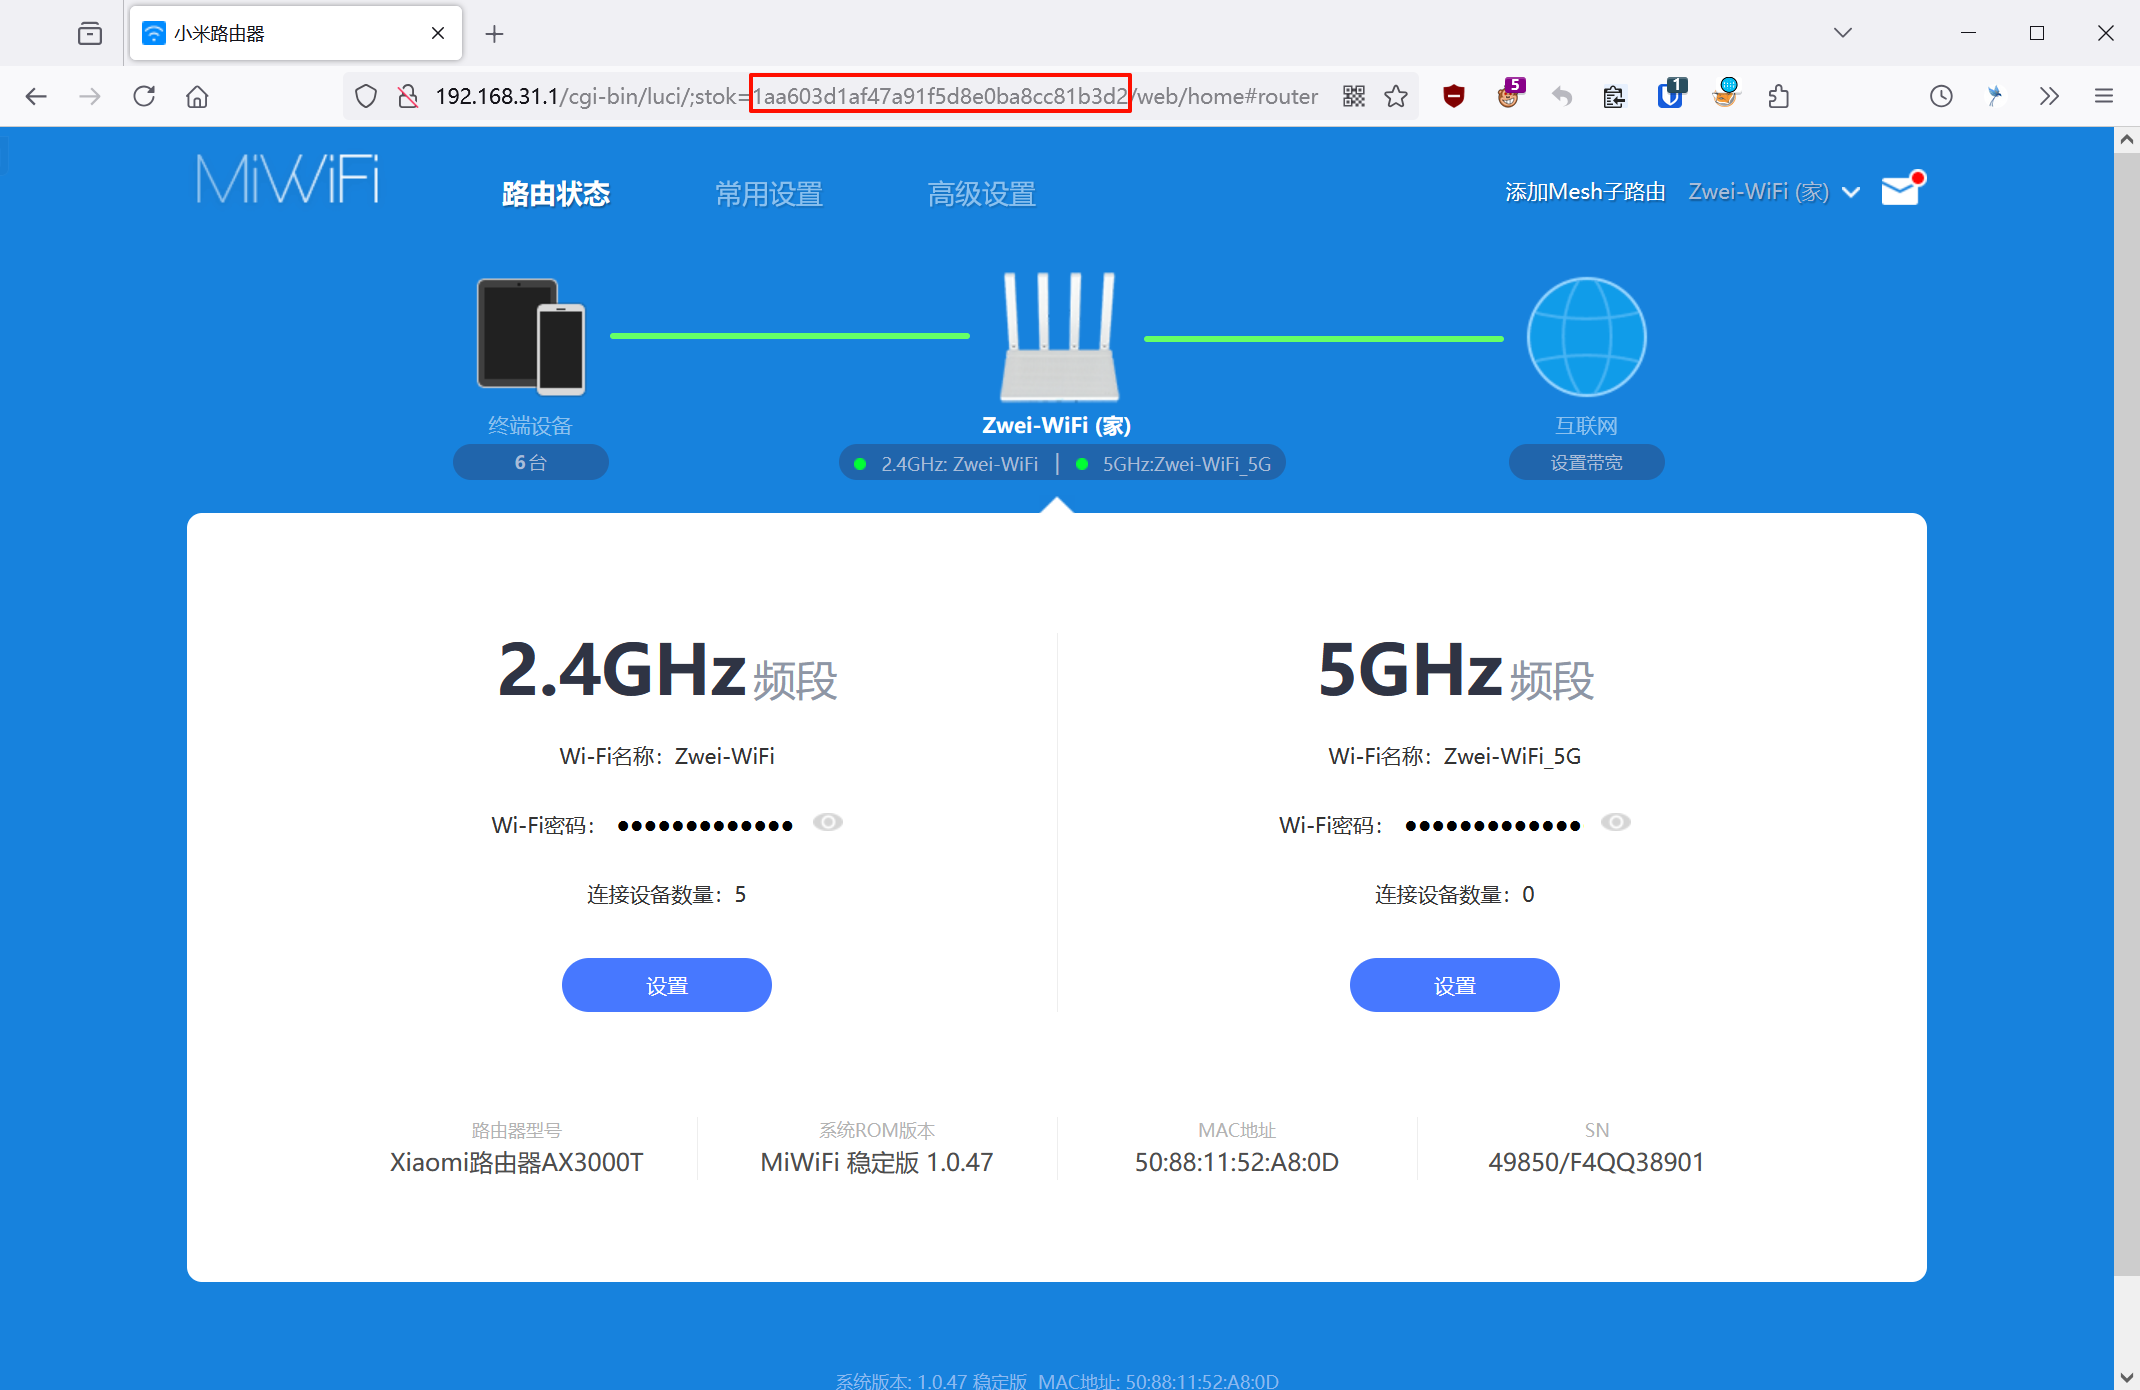 小米路由器
192.168.31.1/cgi-bin/luci/;stok=1aa603d1af47a91f5d8e0ba8cc81b3d2/web/home#router
5
1
MiWiFi
路由状态
常用设置
高级设置
添加Mesh子路由
Zwei-WiFi (家)
终端设备
6台
Zwei-WiFi (家)
2.4GHz: Zwei-WiFi | 5GHz:Zwei-WiFi_5G
互联网
设置带宽
2.4GHz频段
Wi-Fi名称：Zwei-WiFi
Wi-Fi密码： ●●●●●●●●●●●●●
连接设备数量：5
设置
5GHz频段
Wi-Fi名称：Zwei-WiFi_5G
Wi-Fi密码： ●●●●●●●●●●●●●
连接设备数量：0
设置
路由器型号
Xiaomi路由器AX3000T
系统ROM版本
MiWiFi 稳定版 1.0.47
MAC地址
50:88:11:52:A8:0D
SN
49850/F4QQ38901
系统版本: 1.0.47 稳定版 MAC地址: 50:88:11:52:A8:0D